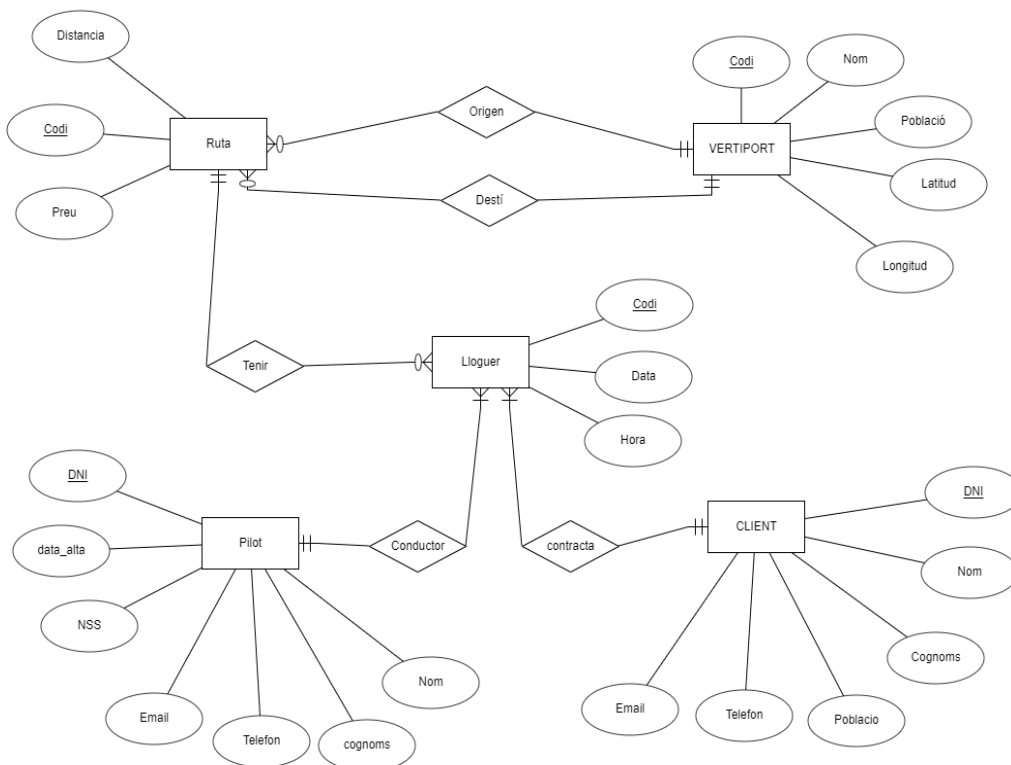 Distancia
Codi
Nom
Codi
Origen
Població
Ruta
VERTIPORT
Latitud
Preu
Destí
Longitud
Codi
Tenir
Lloguer
Data
Hora
DNI
DNI
data_alta
Pilot
Conductor
contracta
CLIENT
Nom
NSS
Cognoms
Nom
Email
Telefon
cognoms
Email
Telefon
Poblacio